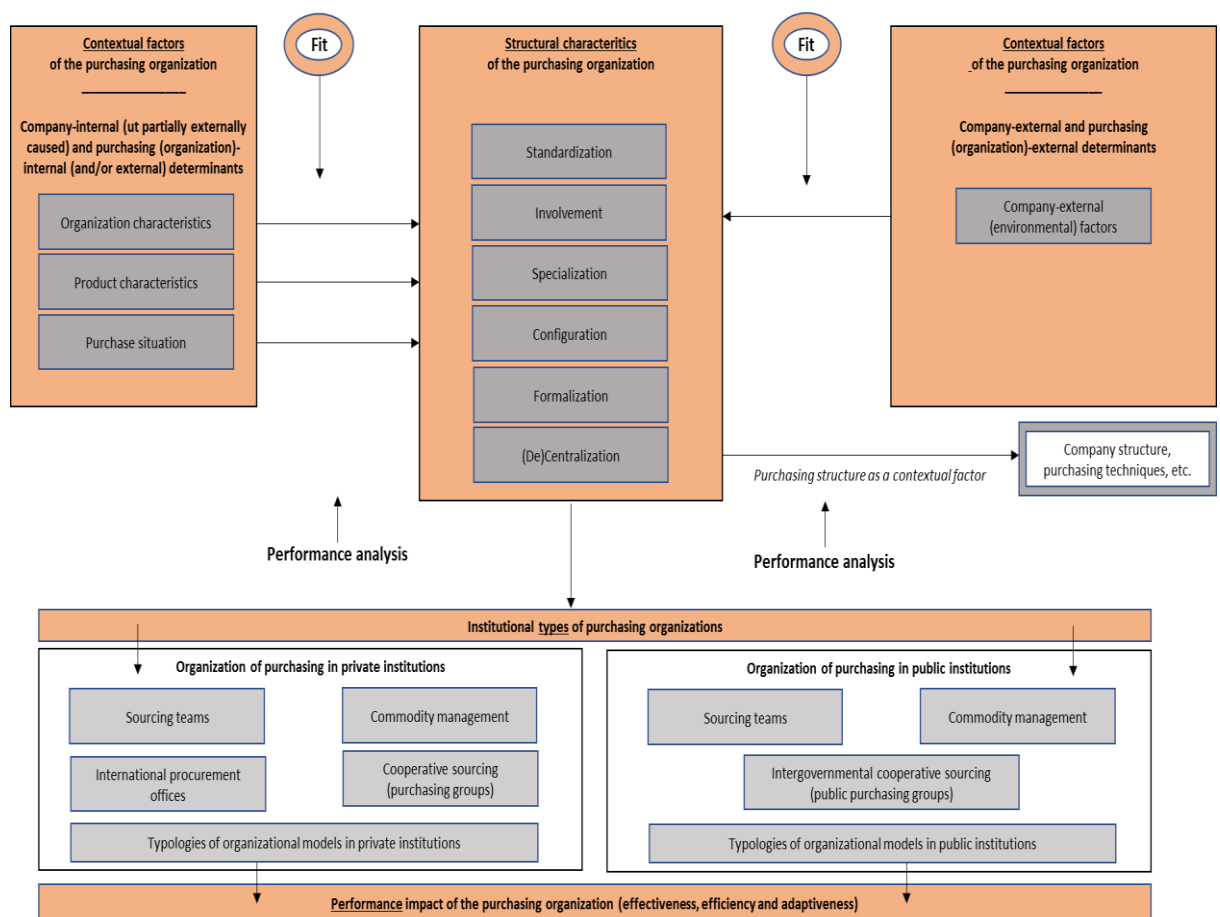 Contextual factors
of the purchasing organization
Company-internal (ut partially externally
caused) and purchasing (organization)-
internal (and/or external) determinants
Organization characteristics
Product characteristics
Purchase situation
Fit
Structural characteritics
of the purchasing organization
Standardization
Involvement
Specialization
Configuration
Formalization
(De)Centralization
Fit
Contextual factors
of the purchasing organization
Company-external and purchasing
(organization)-external determinants
Company-external
(environmental) factors
Company structure,
purchasing techniques, etc.
Purchasing structure as a contextual factor
Performance analysis
Performance analysis
Institutional types of purchasing organizations
Organization of purchasing in private institutions
Sourcing teams
Commodity management
International procurement
offices
Cooperative sourcing
(purchasing groups)
Typologies of organizational models in private institutions
Organization of purchasing in public institutions
Sourcing teams
Commodity management
Intergovernmental cooperative sourcing
(public purchasing groups)
Typologies of organizational models in public institutions
Performance impact of the purchasing organization (effectiveness, efficiency and adaptiveness)